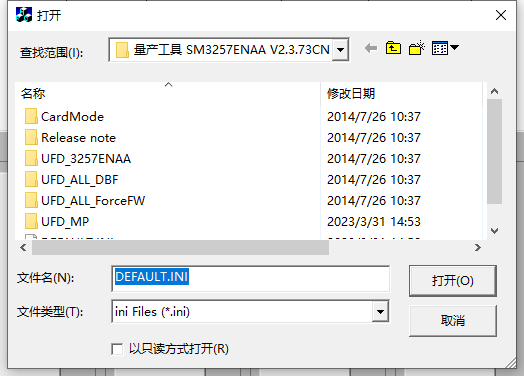 打开
查找范围(I):
量产工具 SM3257ENAA V2.3.73CN
名称 修改日期
CardMode 2014/7/26 10:37
Release note 2014/7/26 10:37
UFD_3257ENAA 2014/7/26 10:37
UFD_ALL_DBF 2014/7/26 10:37
UFD_ALL_ForceFW 2014/7/26 10:37
UFD_MP 2023/3/31 14:53
文件名(N): DEFAULT.INI 打开(O)
文件类型(T): ini Files (*.ini) 取消
以只读方式打开(R)